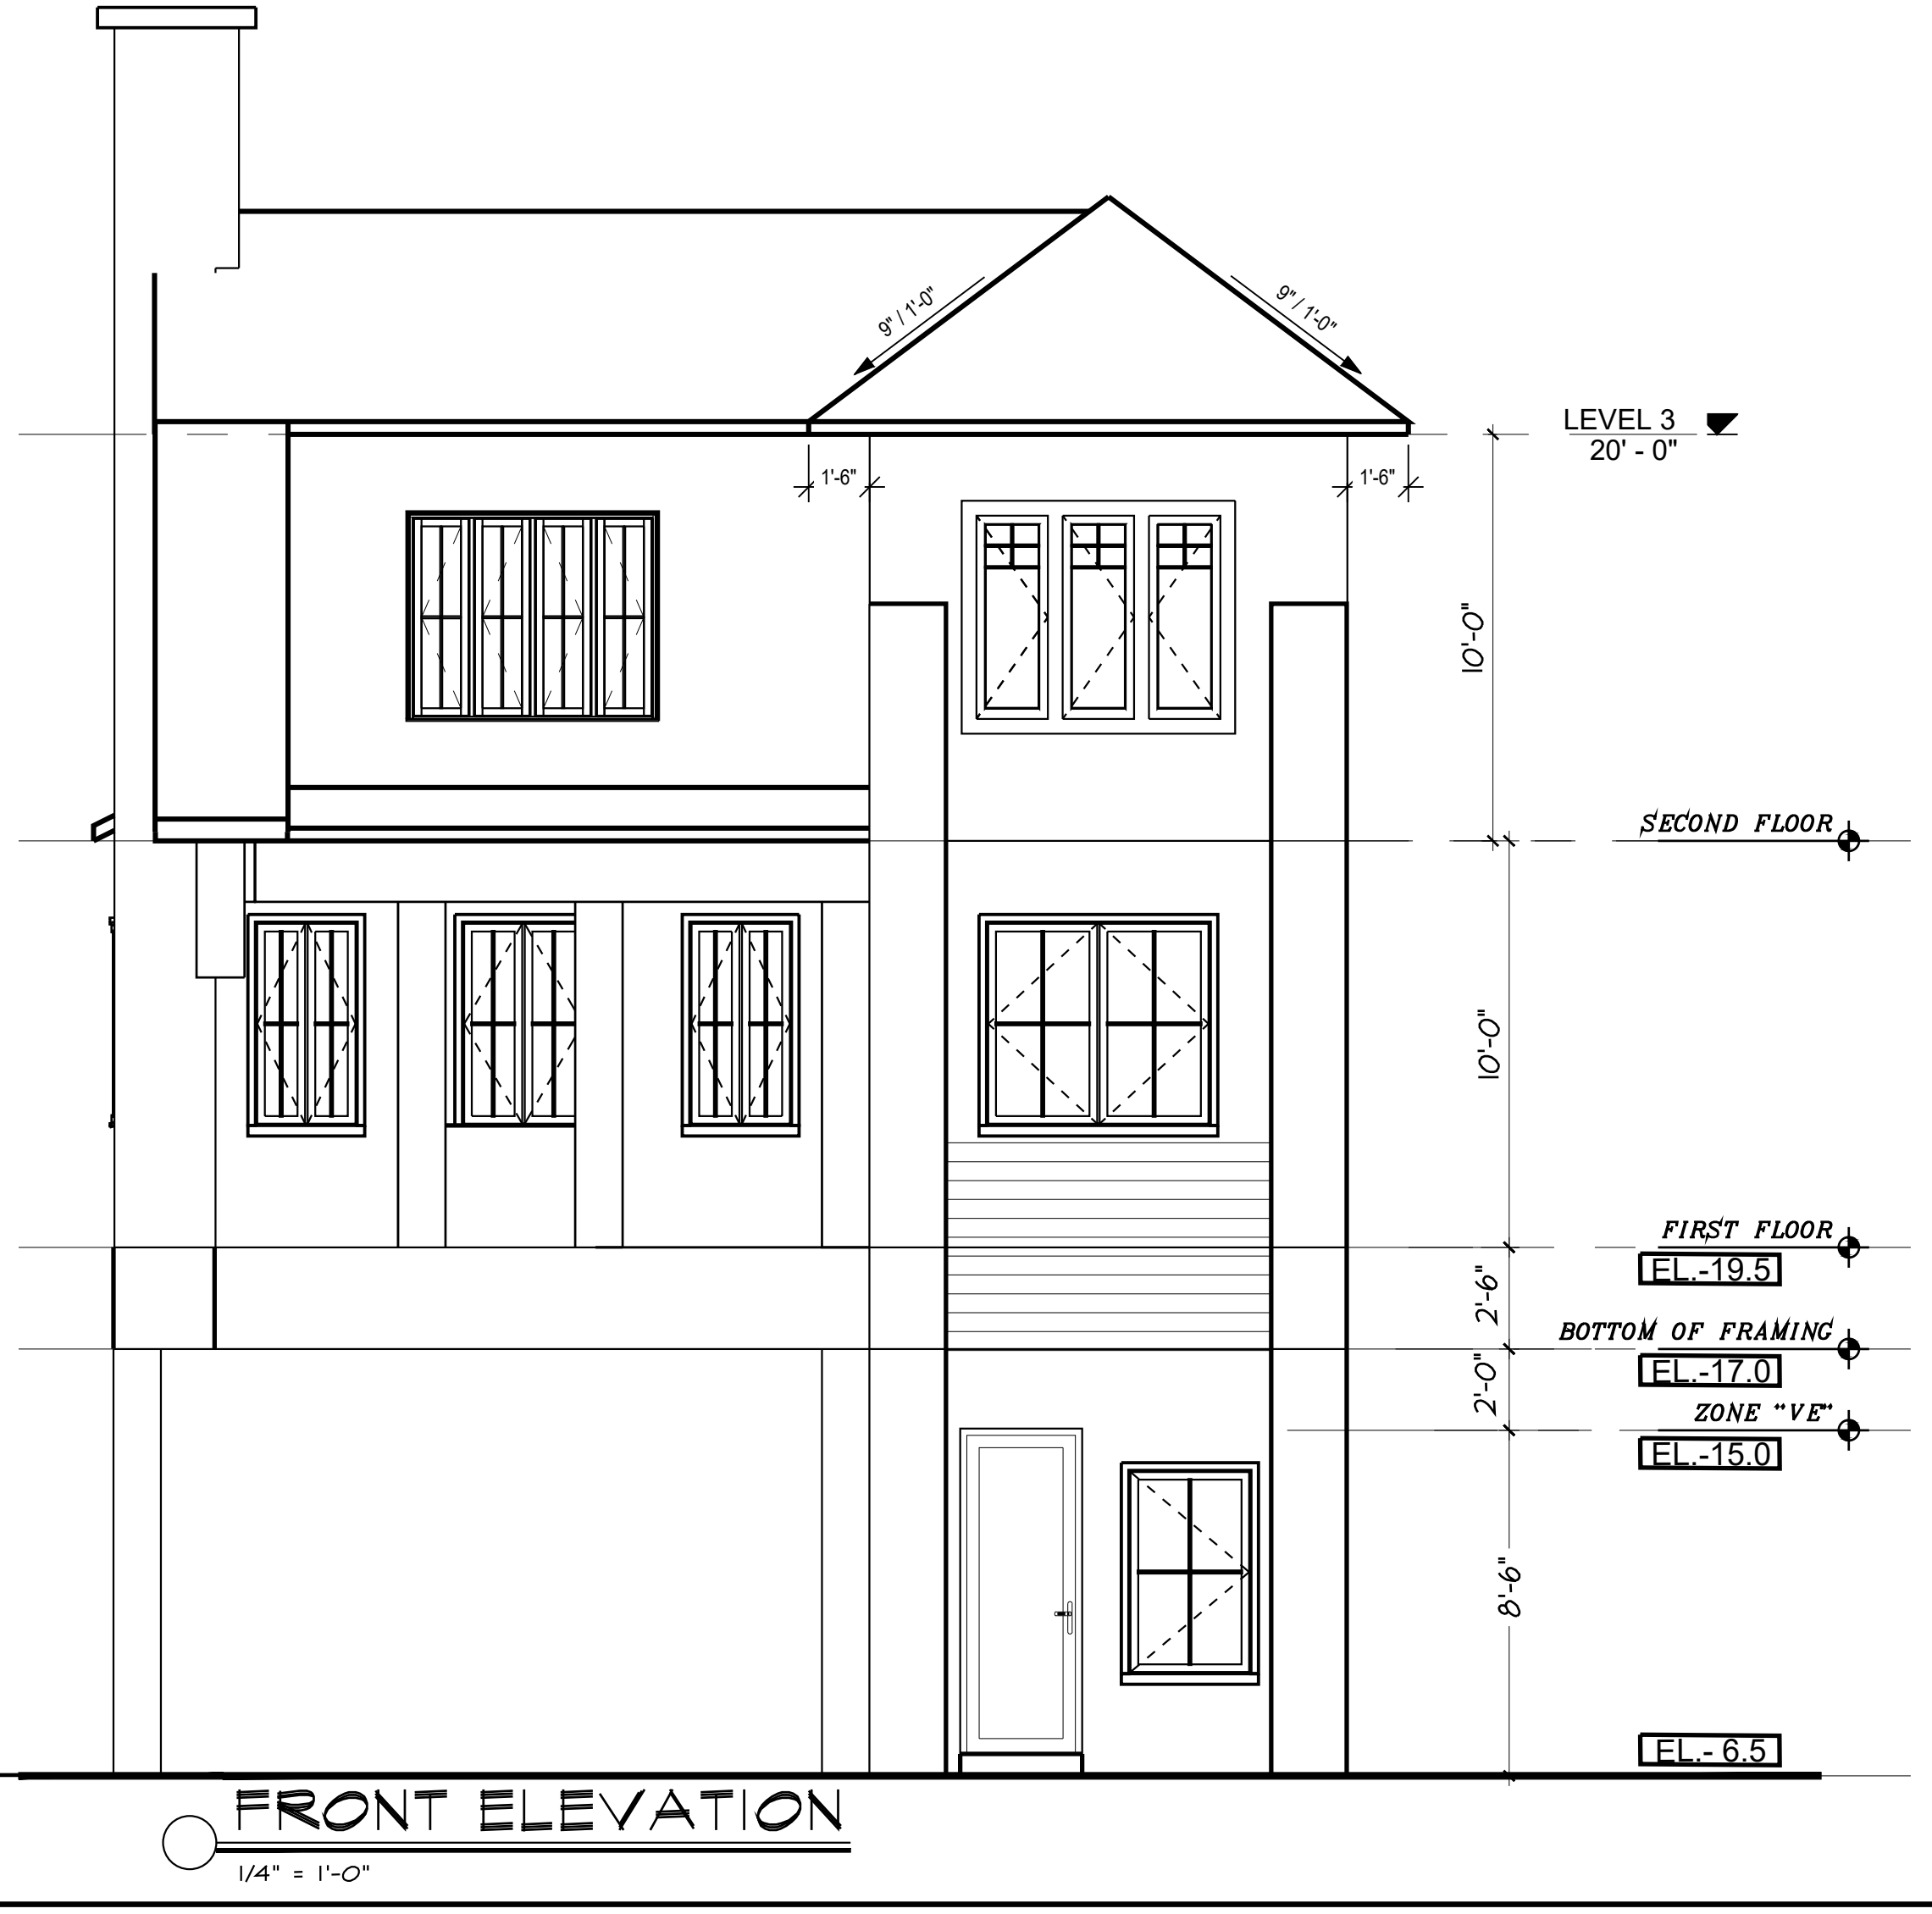 9" / 1'-0"
9" / 1'-0"
LEVEL 3
20' - 0"
1'-6"
1'-6"
10'-0"
SECOND FLOOR
10'-0"
FIRST FLOOR
EL.-19.5
2'-6"
BOTTOM OF FRAMING
EL.-17.0
2'-0"
ZONE "VE"
EL.-15.0
8'-6"
EL.- 6.5
FRONT ELEVATION
1/4" = 1'-0"